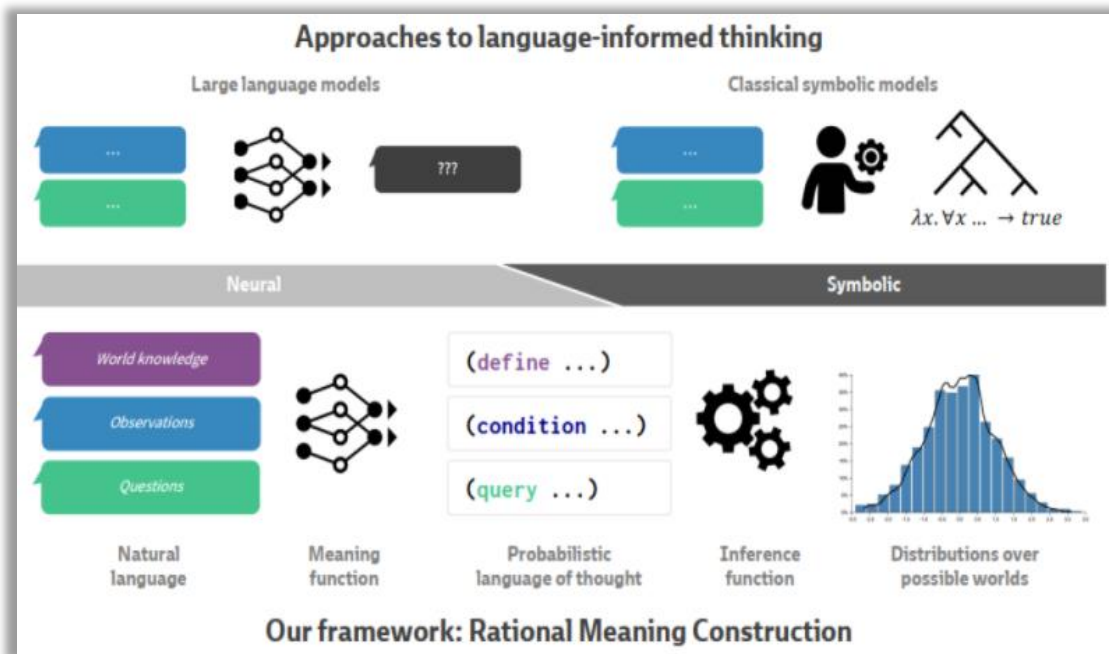 Approaches to language-informed thinking
Large language models
Classical symbolic models
...
...
???
...
...
λx. ∀x ... → true
Neural
Symbolic
World knowledge
Observations
Questions
(define ...)
(condition ...)
(query ...)
Natural
language
Meaning
function
Probabilistic
language of thought
Inference
function
Distributions over
possible worlds
Our framework: Rational Meaning Construction